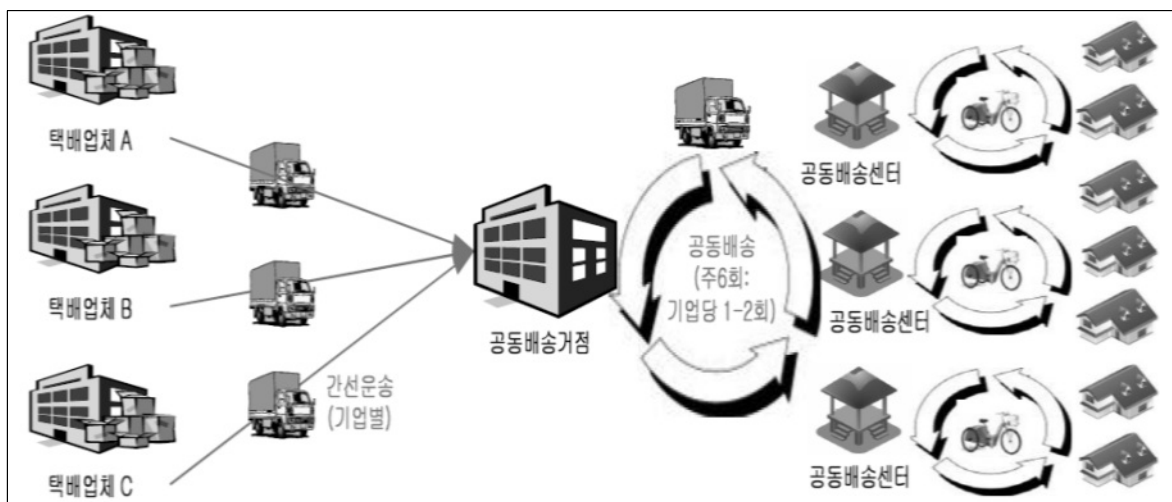 택배업체 A
택배업체 B
택배업체 C
간선운송
(기업별)
공동배송거점
공동배송
(주6회:
기업당 1-2회)
공동배송센터
공동배송센터
공동배송센터